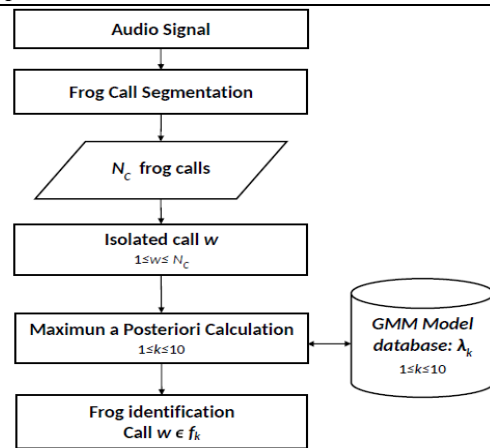 Audio Signal
Frog Call Segmentation
N_c frog calls
Isolated call w
1≤w≤ N_c
Maximun a Posteriori Calculation
1≤k≤10
GMM Model
database: λ_k
1≤k≤10
Frog identification
Call w ϵ f_k